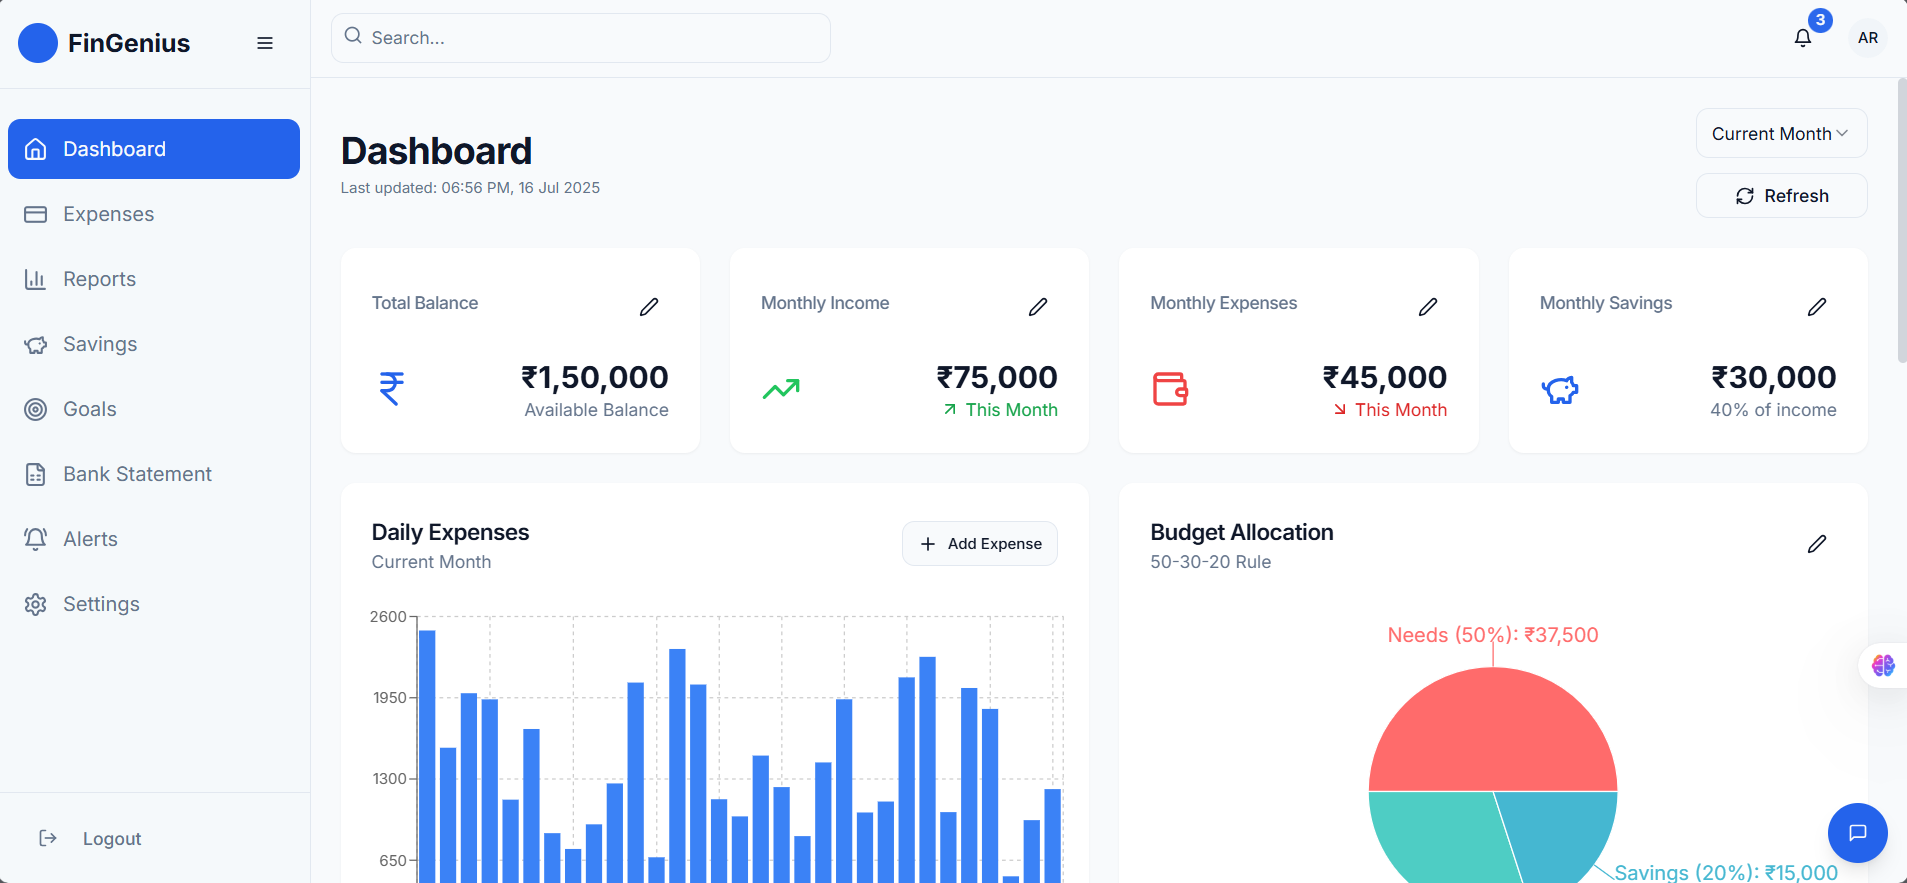 FinGenius
Search...
3
AR
Dashboard
Expenses
Reports
Savings
Goals
Bank Statement
Alerts
Settings
Logout
Dashboard
Last updated: 06:56 PM, 16 Jul 2025
Current Month
Refresh
Total Balance
₹1,50,000
Available Balance
Monthly Income
₹75,000
This Month
Monthly Expenses
₹45,000
This Month
Monthly Savings
₹30,000
40% of income
Daily Expenses
Current Month
Add Expense
2600
1950
1300
650
Budget Allocation
50-30-20 Rule
Needs (50%): ₹37,500
Savings (20%): ₹15,000